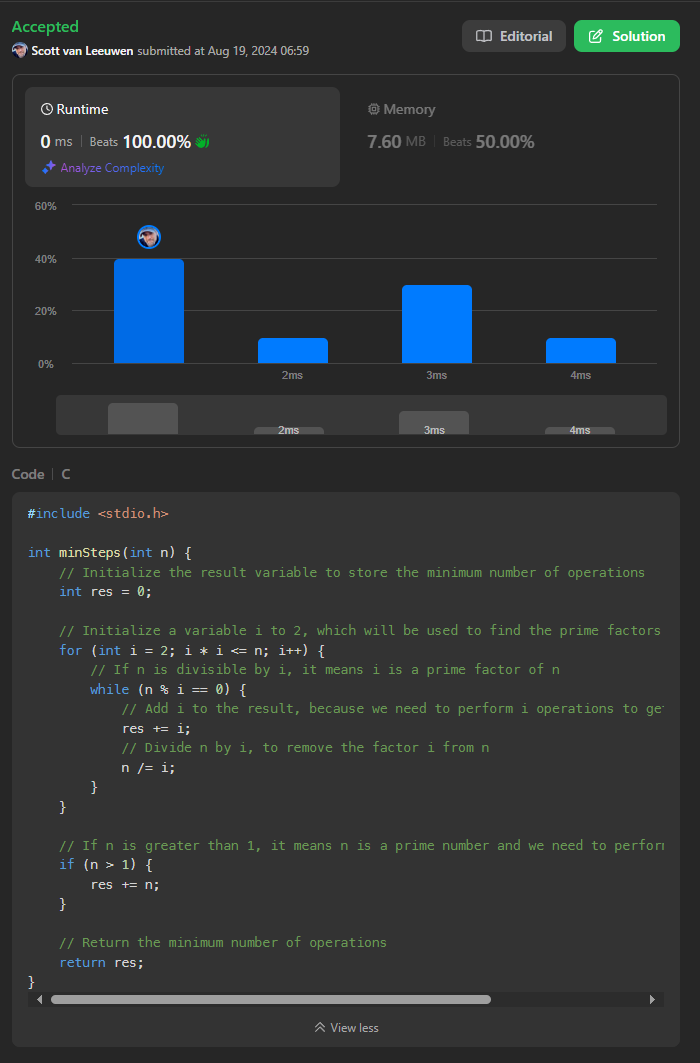 Accepted
Scott van Leeuwen submitted at Aug 19, 2024 06:59
Editorial
Solution
Runtime
0 ms | Beats 100.00%
Analyze Complexity
Memory
7.60 MB | Beats 50.00%
60%
40%
20%
0%
2ms 3ms 4ms
2ms 3ms 4ms
Code | C
#include <stdio.h>
int minSteps(int n) {
    // Initialize the result variable to store the minimum number of operations
    int res = 0;
    // Initialize a variable i to 2, which will be used to find the prime factors
    for (int i = 2; i * i <= n; i++) {
        // If n is divisible by i, it means i is a prime factor of n
        while (n % i == 0) {
            // Add i to the result, because we need to perform i operations to
            res += i;
            // Divide n by i, to remove the factor i from n
            n /= i;
        }
    }
    // If n is greater than 1, it means n is a prime number and we need to
    if (n > 1) {
        res += n;
    }
    // Return the minimum number of operations
    return res;
}
View less